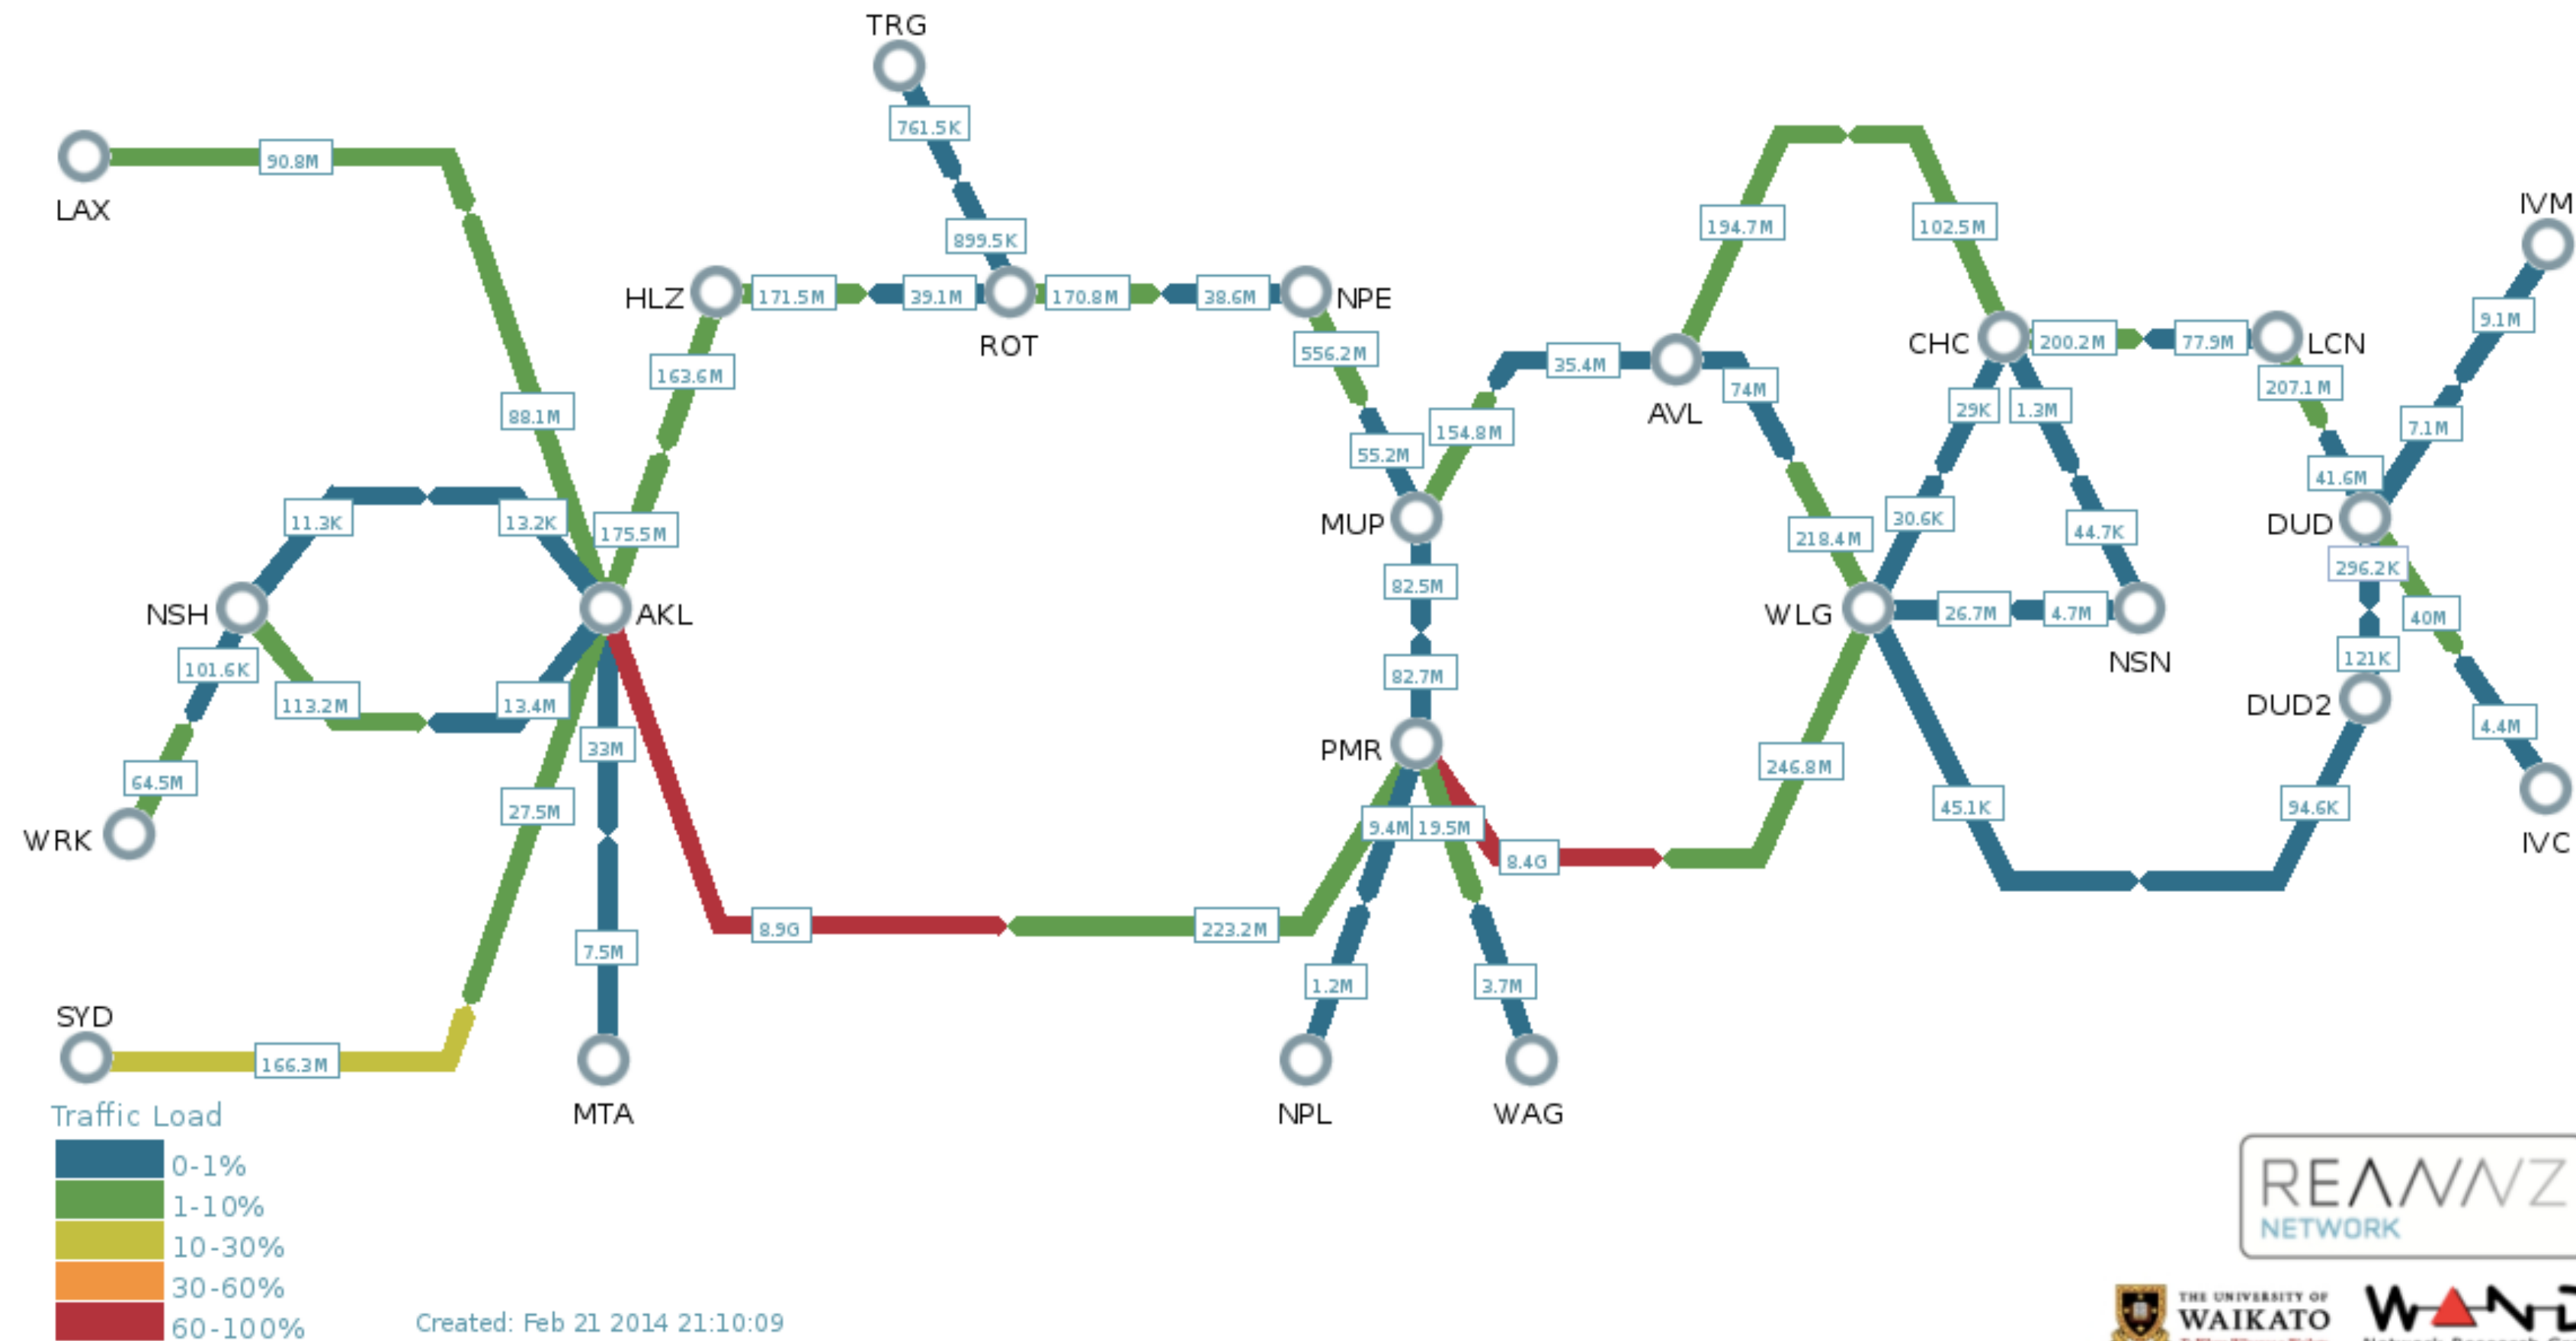 TRG
761.5K
90.8M
LAX
899.5K
194.7M
102.5M
IVM
HLZ
171.5M
39.1M
ROT
170.8M
38.6M
NPE
9.1M
163.6M
556.2M
35.4M
AVL
74M
CHC
200.2M
77.9M
LCN
207.1M
88.1M
154.8M
55.2M
29K
1.3M
7.1M
41.6M
11.3K
13.2K
175.5M
MUP
218.4M
30.6K
44.7K
DUD
296.2K
82.5M
NSH
AKL
WLG
26.7M
4.7M
NSN
40M
101.6K
82.7M
121K
113.2M
13.4M
33M
PMR
DUD2
4.4M
64.5M
246.8M
27.5M
9.4M
19.5M
45.1K
94.6K
WRK
8.4G
IVC
8.9G
223.2M
7.5M
1.2M
3.7M
SYD
166.3M
MTA
NPL
WAG
Traffic Load
0-1%
1-10%
10-30%
30-60%
60-100%
Created: Feb 21 2014 21:10:09
REANNZ
NETWORK
THE UNIVERSITY OF
WAIKATO